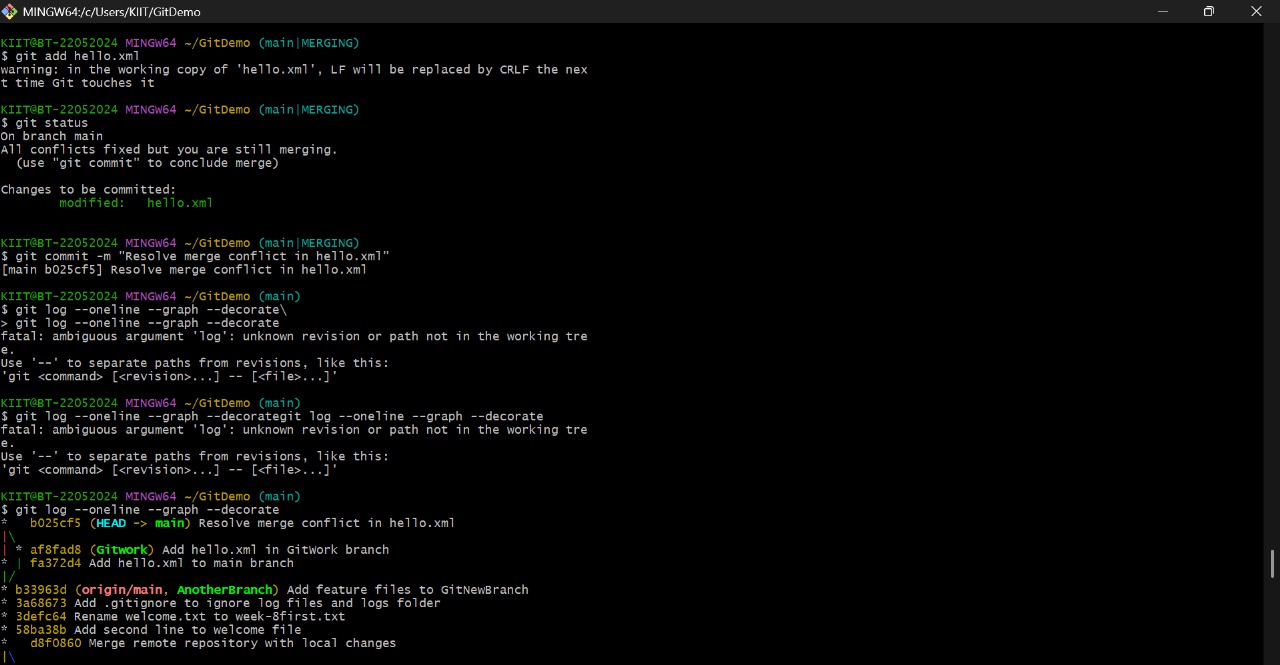 MINGW64:/c/Users/KIIT/GitDemo
KIIT@BT-22052024 MINGW64 ~/GitDemo (main|MERGING)
$ git add hello.xml
warning: in the working copy of 'hello.xml', LF will be replaced by CRLF the nex
t time Git touches it
KIIT@BT-22052024 MINGW64 ~/GitDemo (main|MERGING)
$ git status
On branch main
All conflicts fixed but you are still merging.
  (use "git commit" to conclude merge)
Changes to be committed:
        modified:   hello.xml
KIIT@BT-22052024 MINGW64 ~/GitDemo (main|MERGING)
$ git commit -m "Resolve merge conflict in hello.xml"
[main b025cf5] Resolve merge conflict in hello.xml
KIIT@BT-22052024 MINGW64 ~/GitDemo (main)
$ git log --oneline --graph --decorate\
> git log --oneline --graph --decorate
fatal: ambiguous argument 'log': unknown revision or path not in the working tre
e.
Use '--' to separate paths from revisions, like this:
'git <command> [<revision>...] -- [<file>...]'
KIIT@BT-22052024 MINGW64 ~/GitDemo (main)
$ git log --oneline --graph --decorategit log --oneline --graph --decorate
fatal: ambiguous argument 'log': unknown revision or path not in the working tre
e.
Use '--' to separate paths from revisions, like this:
'git <command> [<revision>...] -- [<file>...]'
KIIT@BT-22052024 MINGW64 ~/GitDemo (main)
$ git log --oneline --graph --decorate
*   b025cf5 (HEAD -> main) Resolve merge conflict in hello.xml
|\
| * af8fad8 (Gitwork) Add hello.xml in GitWork branch
* | fa372d4 Add hello.xml to main branch
|/
* b33963d (origin/main, AnotherBranch) Add feature files to GitNewBranch
* 3a68673 Add .gitignore to ignore log files and logs folder
* 3defc64 Rename welcome.txt to week-8first.txt
* 58ba38b Add second line to welcome file
*   d8f0860 Merge remote repository with local changes
|\